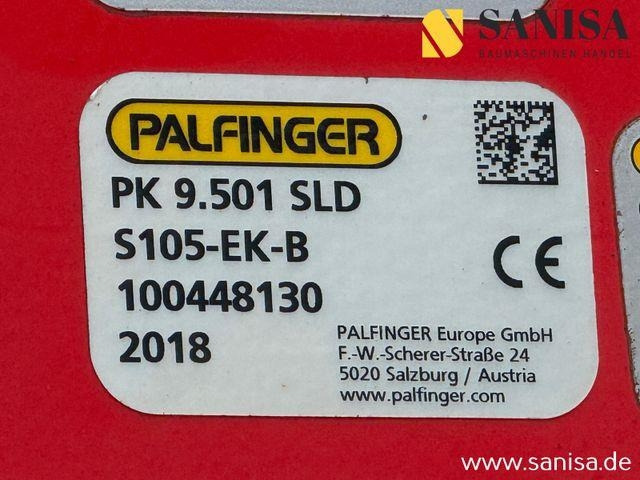 SANISA
BAUMASCHINEN HANDEL
PALFINGER
PK 9.501 SLD
S105-EK-B
100448130
2018
CE
PALFINGER Europe GmbH
F.-W.-Scherer-Straße 24
5020 Salzburg / Austria
www.palfinger.com
www.sanisa.de